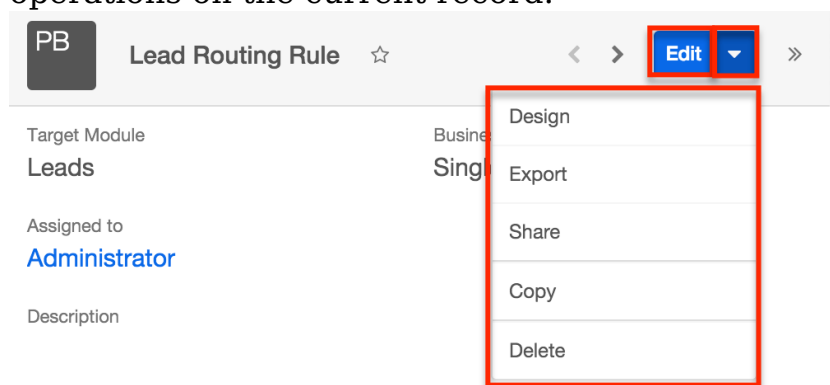 operations on the current record.
PB
Lead Routing Rule
Edit
Target Module
Leads
Assigned to
Administrator
Description
Design
Export
Share
Copy
Delete